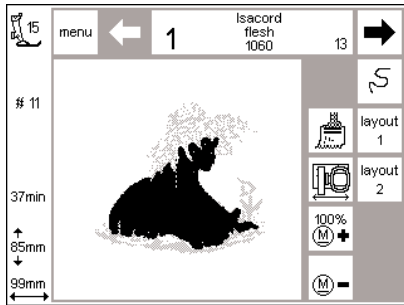 15
menu
1
Isacord
flesh
1060
13
# 11
layout
1
layout
2
37min
85mm
99mm
100%
M +
M -